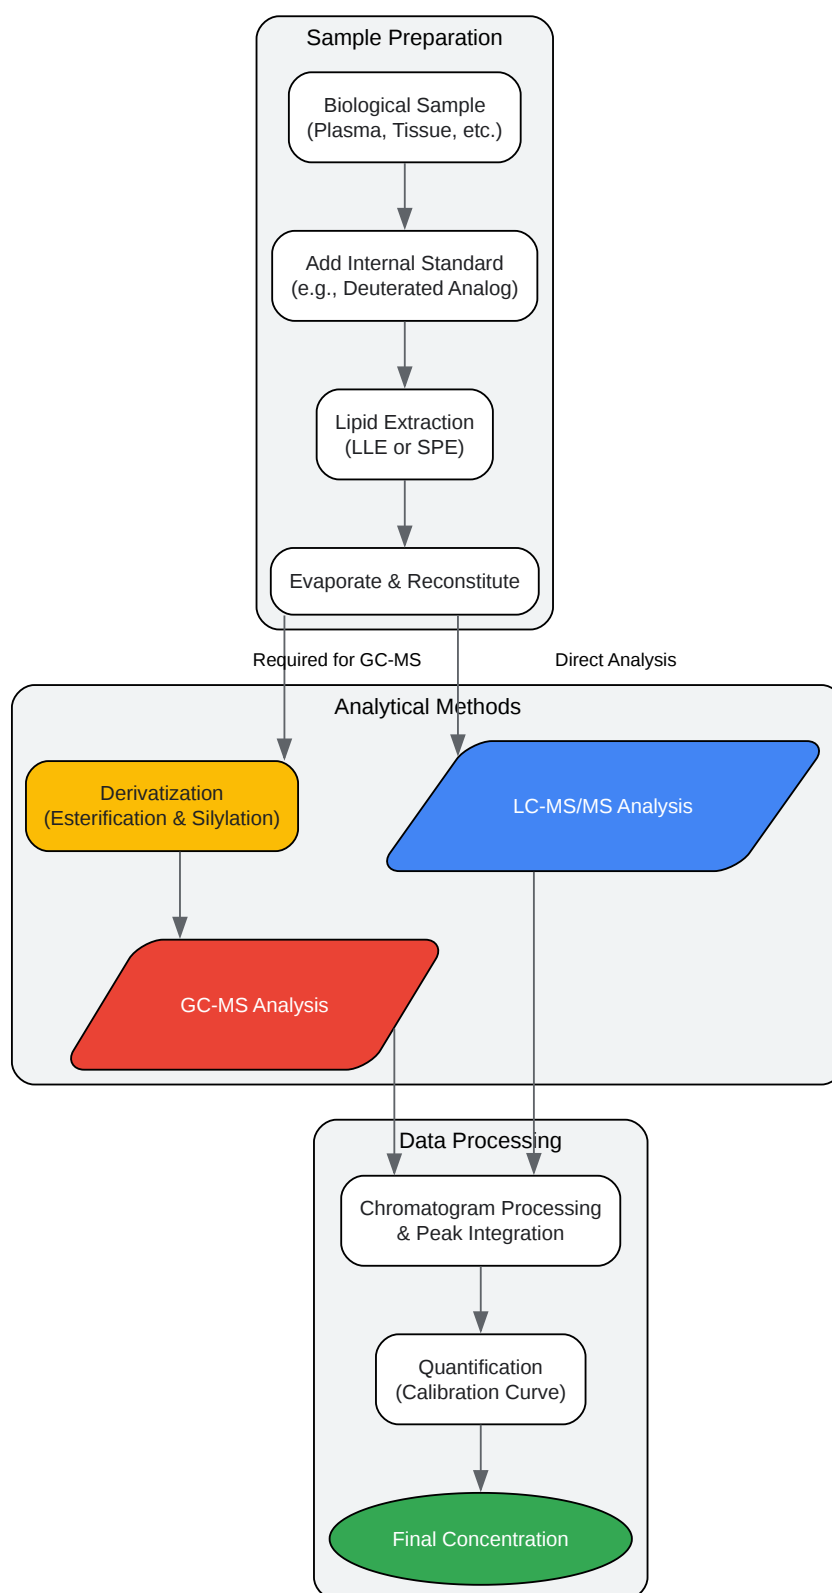 Sample Preparation
Biological Sample
(Plasma, Tissue, etc.)
Add Internal Standard
(e.g., Deuterated Analog)
Lipid Extraction
(LLE or SPE)
Evaporate & Reconstitute
Required for GC-MS
Direct Analysis
Analytical Methods
Derivatization
(Esterification & Silylation)
LC-MS/MS Analysis
GC-MS Analysis
Data Processing
Chromatogram Processing
& Peak Integration
Quantification
(Calibration Curve)
Final Concentration